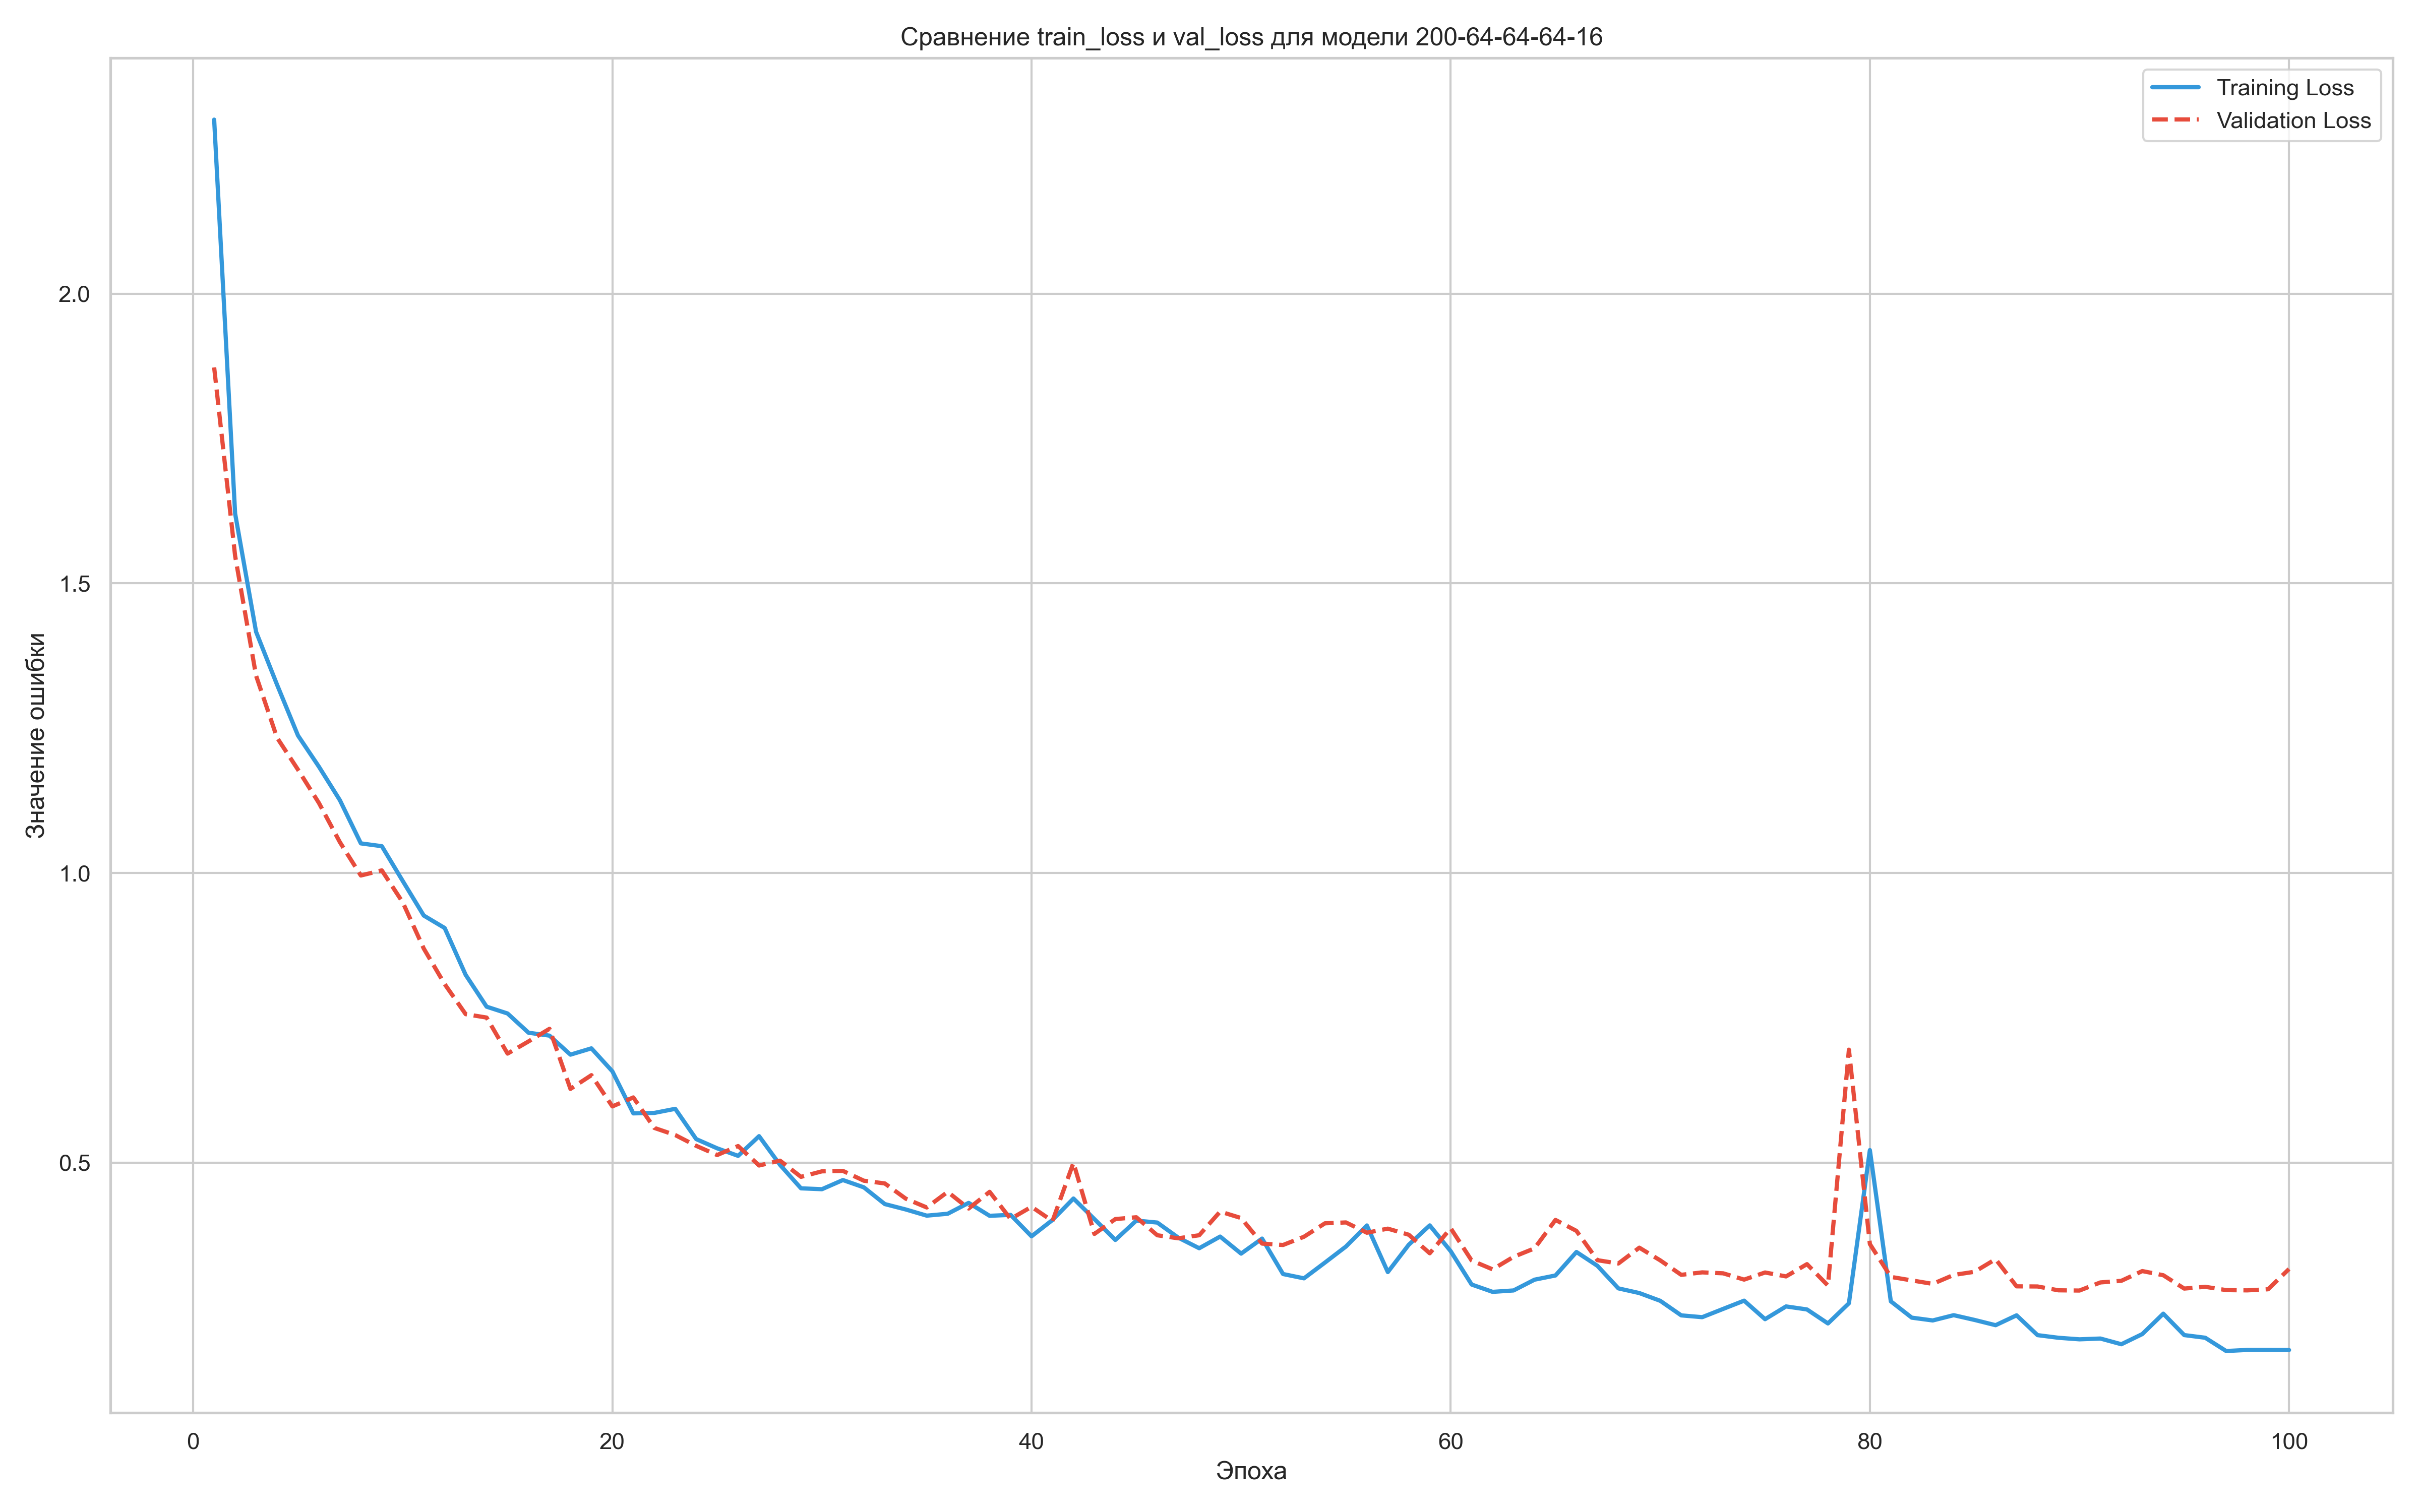 Сравнение train_loss и val_loss для модели 200-64-64-64-16
Training Loss
Validation Loss
2.0
1.5
1.0
0.5
Значение ошибки
0
20
40
60
80
100
Эпоха